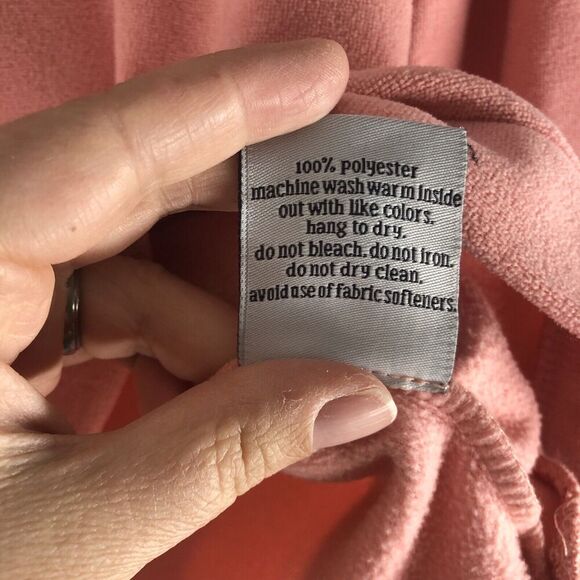 100% polyester
machine wash warm inside
out with like colors.
hang to dry.
do not bleach. do not iron.
do not dry clean.
avoid use of fabric softeners.